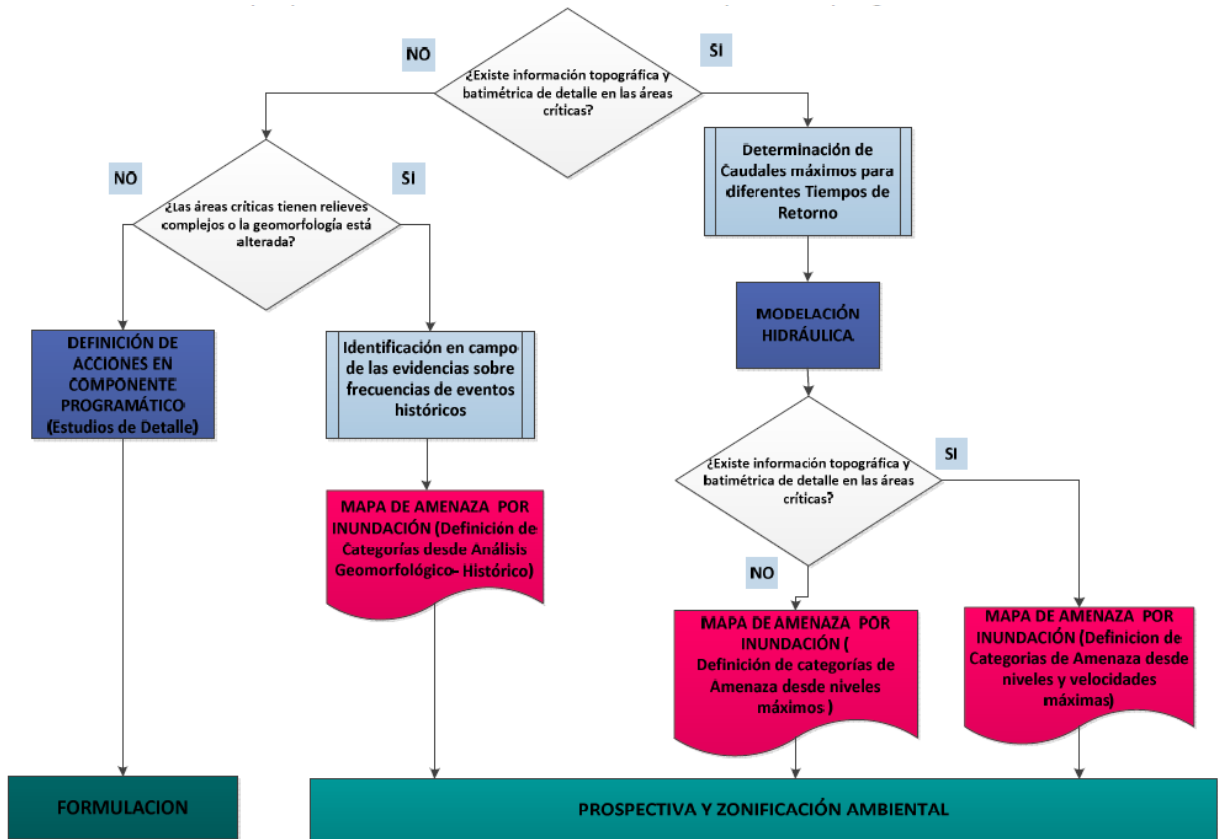 NO
SI
¿Existe información topográfica y
batimétrica de detalle en las áreas
críticas?
Determinación de
Caudales máximos para
diferentes Tiempos de
Retorno
NO
SI
¿Las áreas críticas tienen relieves
complejos o la geomorfología está
alterada?
MODELACIÓN
HIDRÁULICA
DEFINICIÓN DE
ACCIONES EN
COMPONENTE
PROGRAMÁTICO
(Estudios de Detalle)
Identificación en campo
de las evidencias sobre
frecuencias de eventos
históricos
¿Existe información topográfica y
batimétrica de detalle en las áreas
críticas?
SI
NO
MAPA DE AMENAZA POR
INUNDACIÓN (Definición de
Categorías desde Análisis
Geomorfológico- Histórico)
MAPA DE AMENAZA POR
INUNDACIÓN (
Definición de categorías de
Amenaza desde niveles
máximos )
MAPA DE AMENAZA POR
INUNDACIÓN (Definicion de
Categorias de Amenaza desde
niveles y velocidades
máximas)
FORMULACION
PROSPECTIVA Y ZONIFICACIÓN AMBIENTAL